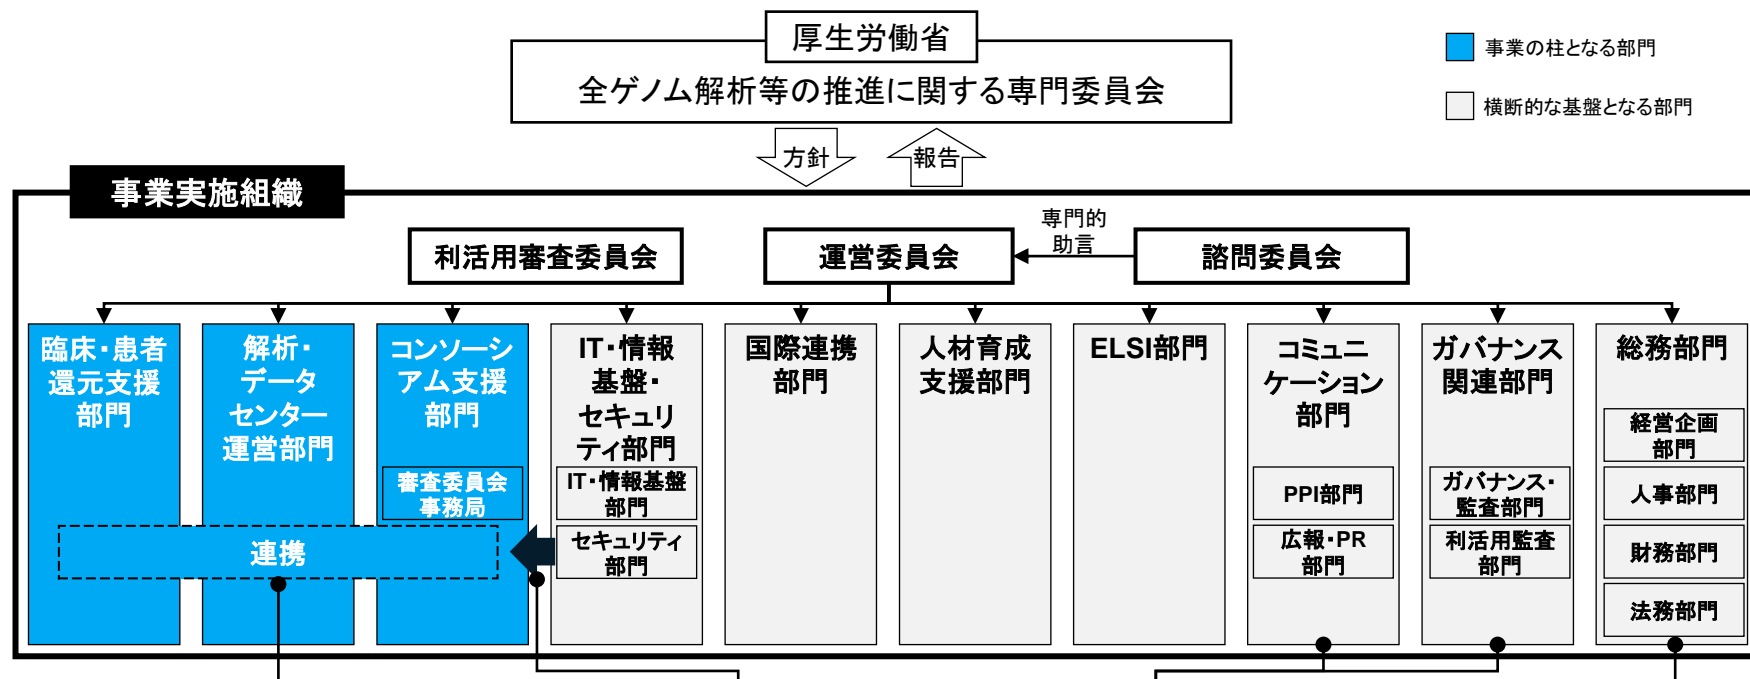 厚生労働省
全ゲノム解析等の推進に関する専門委員会
事業の柱となる部門
横断的な基盤となる部門
方針
報告
事業実施組織
利活用審査委員会
運営委員会
専門的
助言
諮問委員会
臨床・患者
還元支援
部門
解析・
データ
センター
運営部門
コンソーシ
アム支援
部門
審査委員会
事務局
連携
IT・情報
基盤・
セキュリ
ティ部門
IT・情報基盤
部門
セキュリティ
部門
国際連携
部門
人材育成
支援部門
ELSI部門
コミュニ
ケーション
部門
PPI部門
広報・PR
部門
ガバナンス
関連部門
ガバナンス・
監査部門
利活用監査
部門
総務部門
経営企画
部門
人事部門
財務部門
法務部門